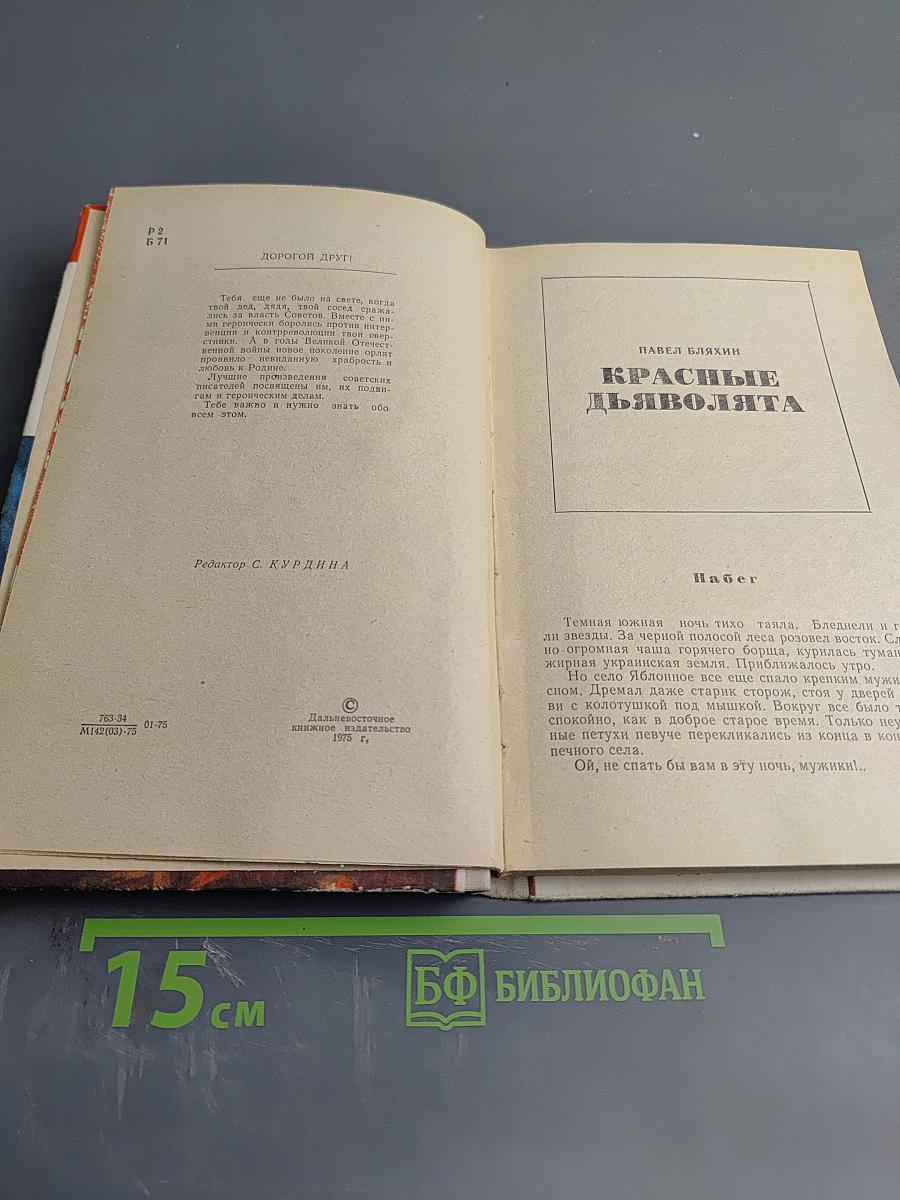 Р2
Б 71
ДОРОГОЙ ДРУГ!
Тебя еще не было на свете, когда
твой дед, дядя, твой сосед сража-
лись за власть Советов. Вместе с ни-
ми героически боролись против интер-
венции и контрреволюции твои свер-
стники. А в годы Великой Отечест-
венной войны новое поколение орлят
проявило невиданную храбрость и
любовь к Родине.
Лучшие произведения советских
писателей посвящены им, их подви-
гам и героическим делам.
Тебе важно и нужно знать обо
всем этом.
Редактор С. КУРДИНА
763-34
М142(03)-75
01-75
©
Дальневосточное
книжное издательство
1975 г,
ПАВЕЛ БЛЯХИН
КРАСНЫЕ
ДЬЯВОЛЯТА
Набег
Темная южная ночь тихо таяла. Бледнели и г
ли звезды. За черной полосой леса розовел восток. Сл
но огромная чаша горячего борща, курилась туман
жирная украинская земля. Приближалось утро.
Но село Яблонное все еще спало крепким мужи
сном. Дремал даже старик сторож, стоя у дверей
ви с колотушкой под мышкой. Вокруг все было т
спокойно, как в доброе старое время. Только неу
ные петухи певуче перекликались из конца в кон
печного села.
Ой, не спать бы вам в эту ночь, мужики!..
15 см
БФ БИБЛИОФАН